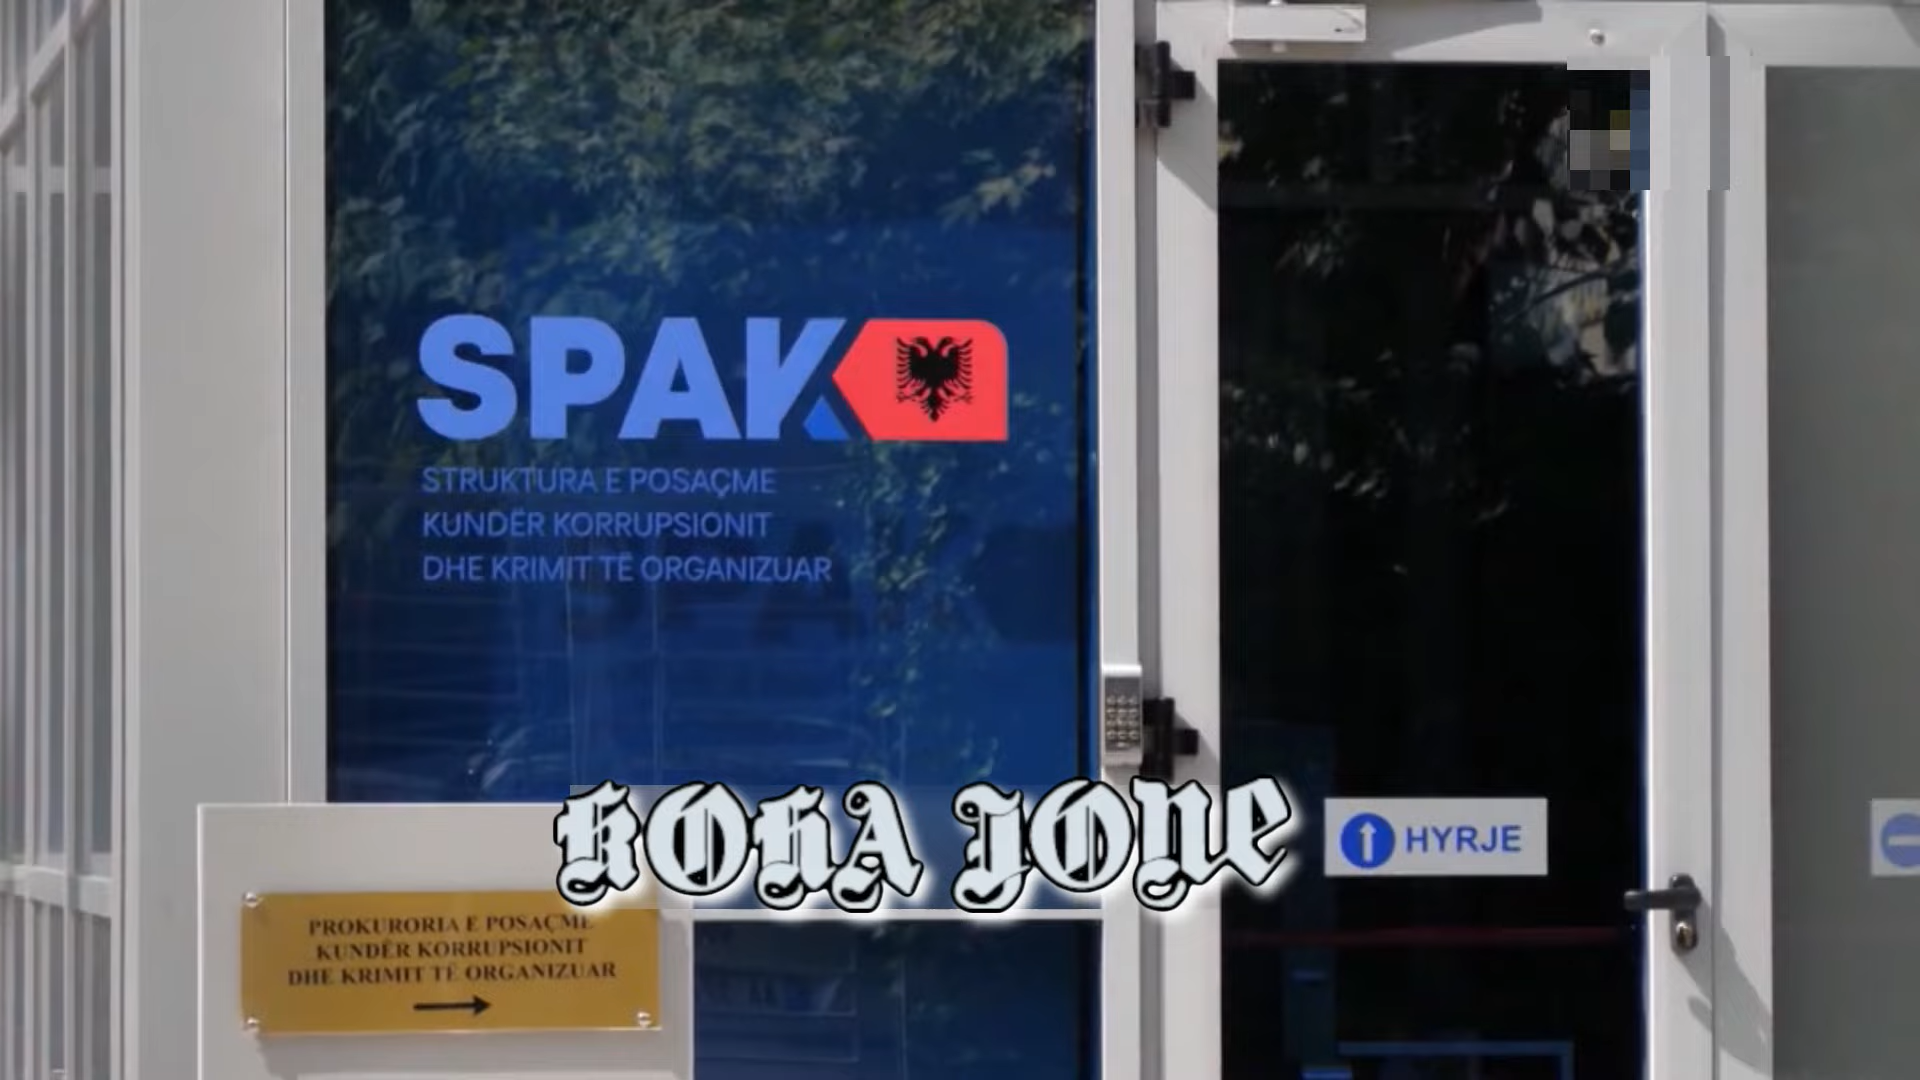 SPAK
STRUKTURA E POSAÇME
KUNDËR KORRUPSIONIT
DHE KRIMIT TË ORGANIZUAR
KOHA JONE
HYRJE
PROKURORIA E POSAÇME
KUNDËR KORRUPSIONIT
DHE KRIMIT TË ORGANIZUAR